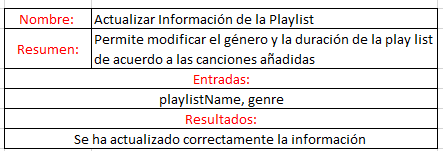 Nombre: Actualizar Información de la Playlist
Resumen: Permite modificar el género y la duración de la play list
de acuerdo a las canciones añadidas
Entradas:
playlistName, genre
Resultados:
Se ha actualizado correctamente la información